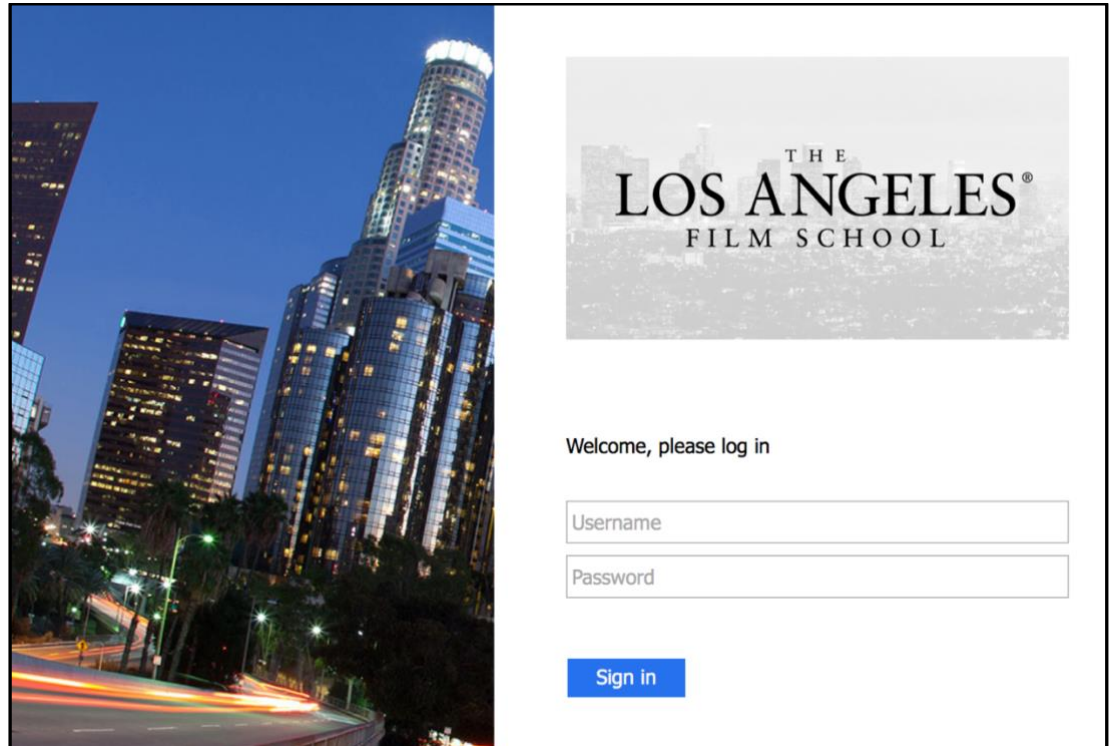 THE
LOS ANGELES®
FILM SCHOOL
Welcome, please log in
Username
Password
Sign in